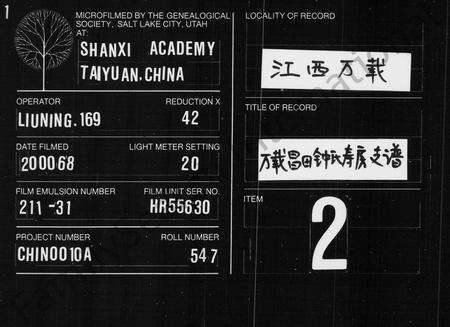 1
MICROFILMED BY THE GENEALOGICAL
SOCIETY, SALT LAKE CITY, UTAH
AT:
SHANXI ACADEMY
TAIYUAN, CHINA
OPERATOR
REDUCTION X
LIUNING.169
42
DATE FILMED
LIGHT METER SETTING
200068
20
FILM EMULSION NUMBER
FILM UNIT SER. NO.
211-31
HR55630
PROJECT NUMBER
ROLL NUMBER
CHINO010A
547
LOCALITY OF RECORD
江西万载
TITLE OF RECORD
万载昌田钟氏寿房支谱
ITEM
2